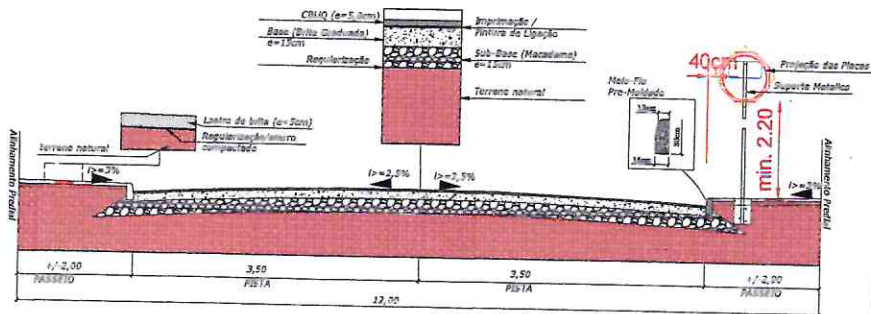 CBUQ (e=5,0cm)
Base (Brita Graduada)
e=15cm
Regularização
Imprimação /
Pintura de Ligação
Sub-Base (Macadame)
e=15cm
Terreno natural
Lastro de brita (e=5cm)
Regularização/aterro
compactado
terreno natural
Meio-Fio
Pre-Moldado
30cm
40cm
Projeção das Placas
Suporte Metalico
min. 2.20
Alinhamento Predial
Alinhamento Predial
i>=3%
i>=2,5%
i>=2,5%
i>=3%
+/-2,00
PASSEIO
3,50
PISTA
3,50
PISTA
+/-2,00
PASSEIO
12,00